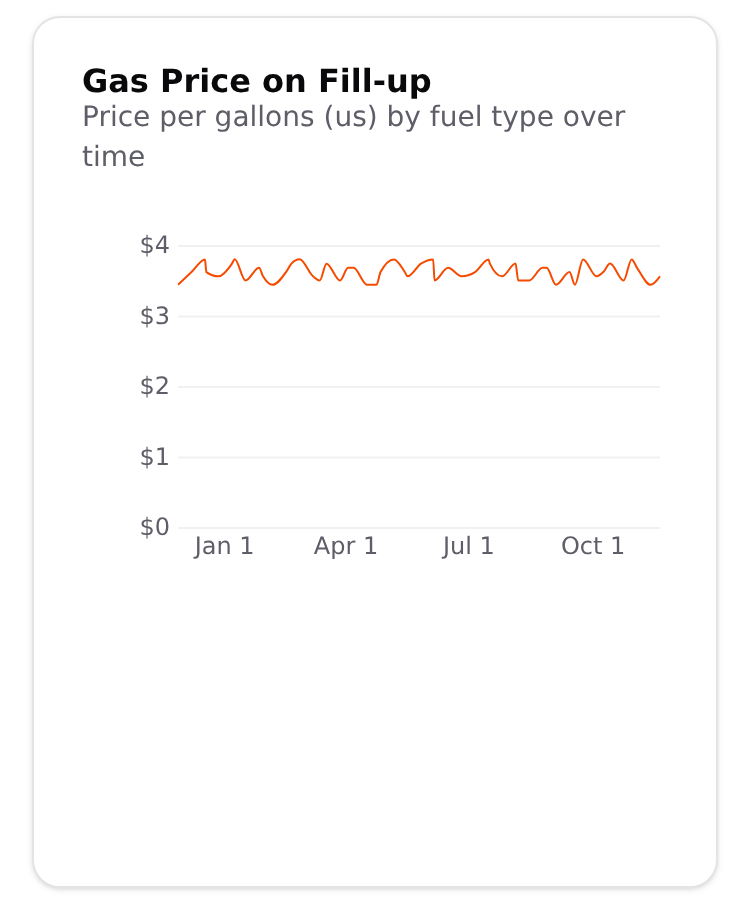 Gas Price on Fill-up
Price per gallons (us) by fuel type over
time
$4
$3
$2
$1
$0
Jan 1 Apr 1 Jul 1 Oct 1